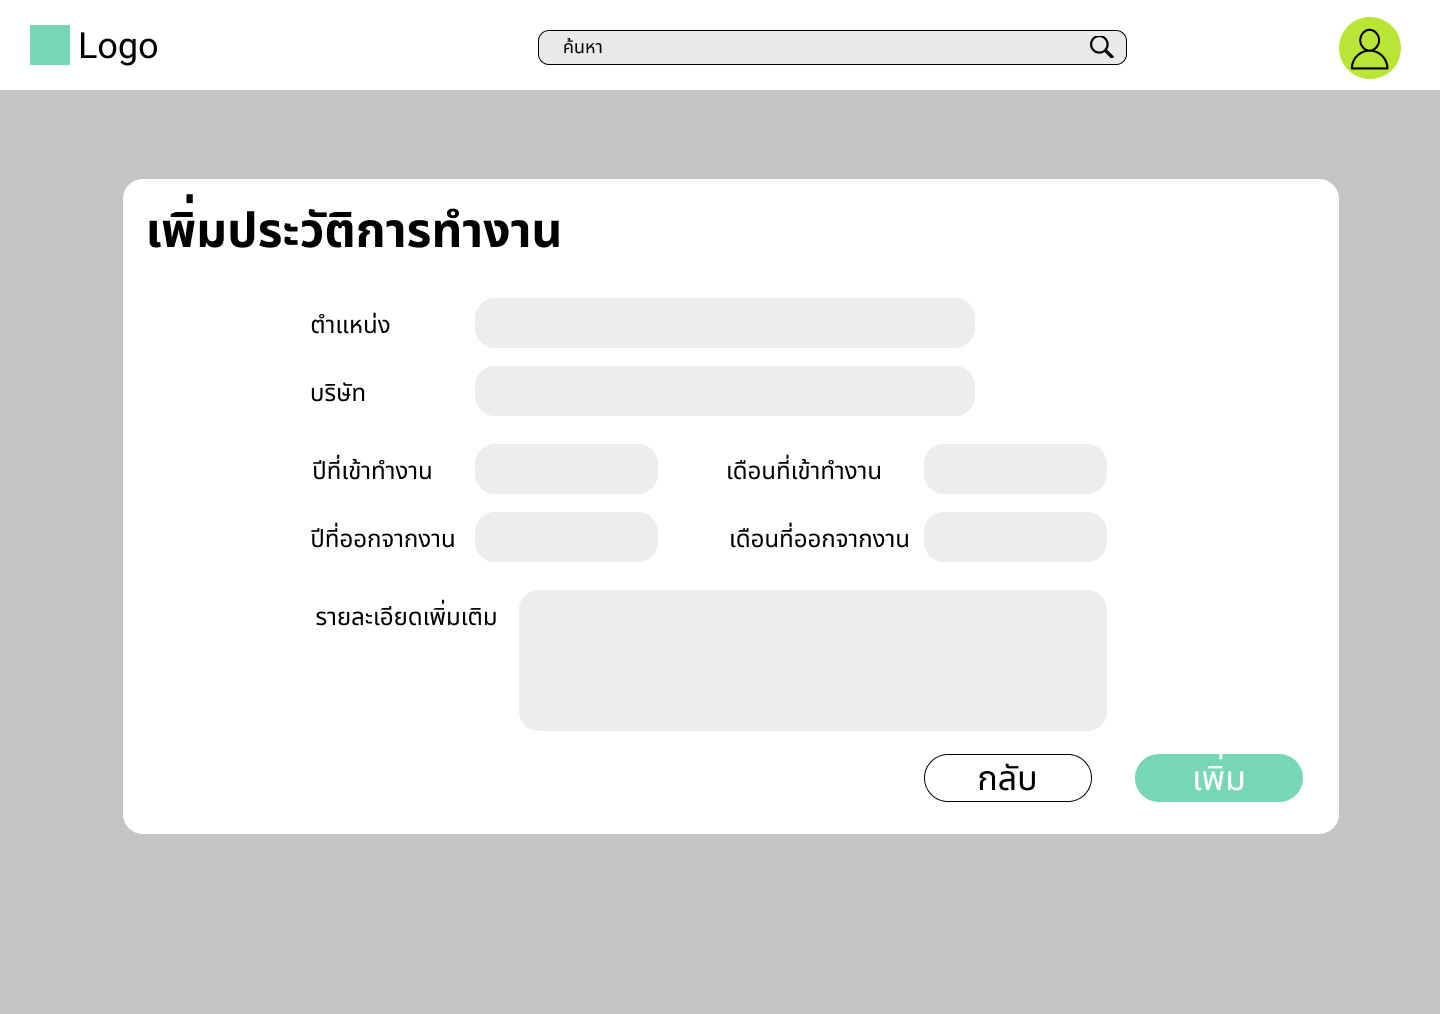 Logo
ค้นหา
เพิ่มประวัติการทำงาน
ตำแหน่ง
บริษัท
ปีที่เข้าทำงาน เดือนที่เข้าทำงาน
ปีที่ออกจากงาน เดือนที่ออกจากงาน
รายละเอียดเพิ่มเติม
กลับ เพิ่ม